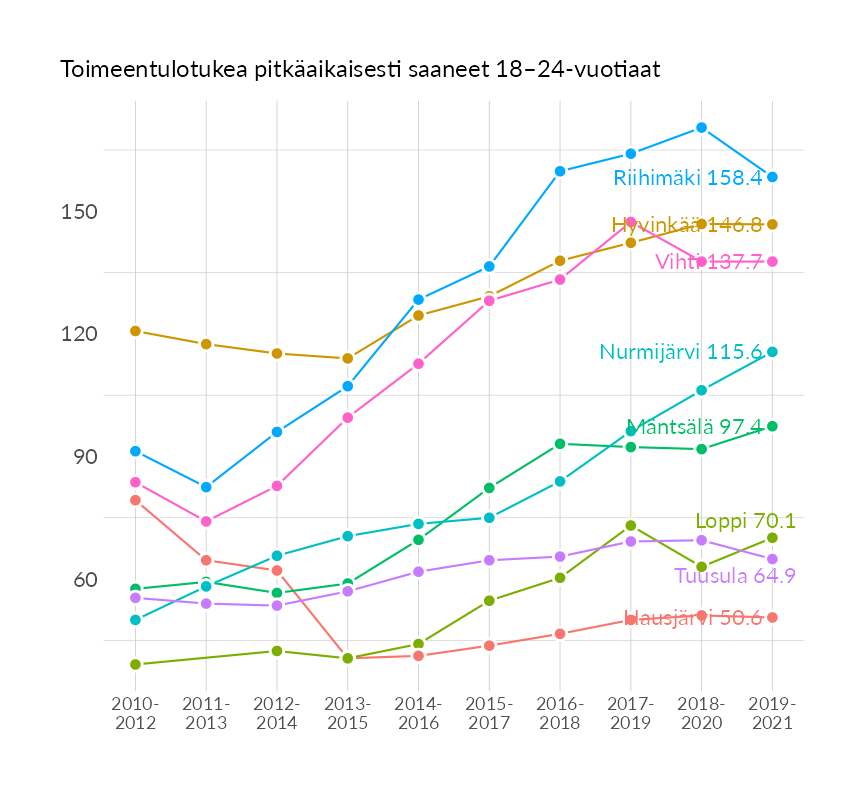 Toimeentulotukea pitkäaikaisesti saaneet 18–24-vuotiaat
Riihimäki 158.4
150
Hyvinkää 146.8
Vihti 137.7
120
Nurmijärvi 115.6
Mäntsälä 97.4
90
Loppi 70.1
60
Tuusula 64.9
Hausjärvi 50.6
2010- 2011- 2012- 2013- 2014- 2015- 2016- 2017- 2018- 2019-
2012 2013 2014 2015 2016 2017 2018 2019 2020 2021